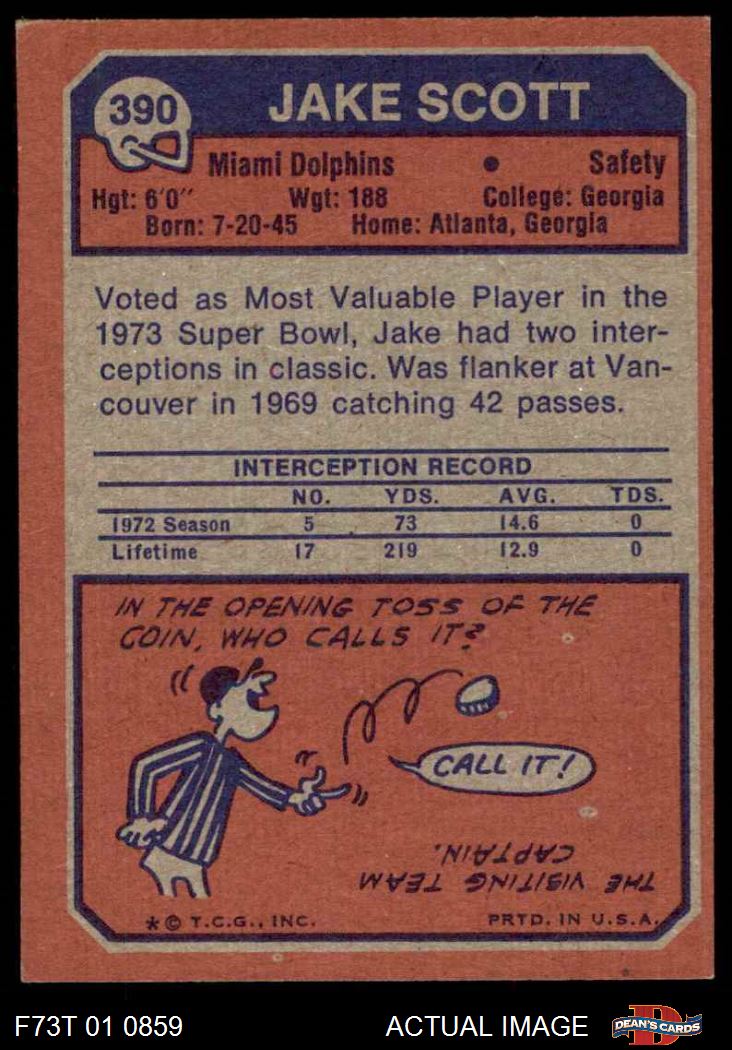 390
JAKE SCOTT
Miami Dolphins • Safety
Hgt: 6'0" Wgt: 188 College: Georgia
Born: 7-20-45 Home: Atlanta, Georgia
Voted as Most Valuable Player in the
1973 Super Bowl, Jake had two inter-
ceptions in classic. Was flanker at Van-
couver in 1969 catching 42 passes.
INTERCEPTION RECORD
NO. YDS. AVG. TDS.
1972 Season 5 73 14.6 0
Lifetime 17 219 12.9 0
IN THE OPENING TOSS OF THE
COIN, WHO CALLS IT?
CALL IT!
THE VISITING TEAM
CAPTAIN.
* © T.C.G., INC. PRTD. IN U.S.A.
F73T 01 0859 ACTUAL IMAGE DEAN'S CARDS